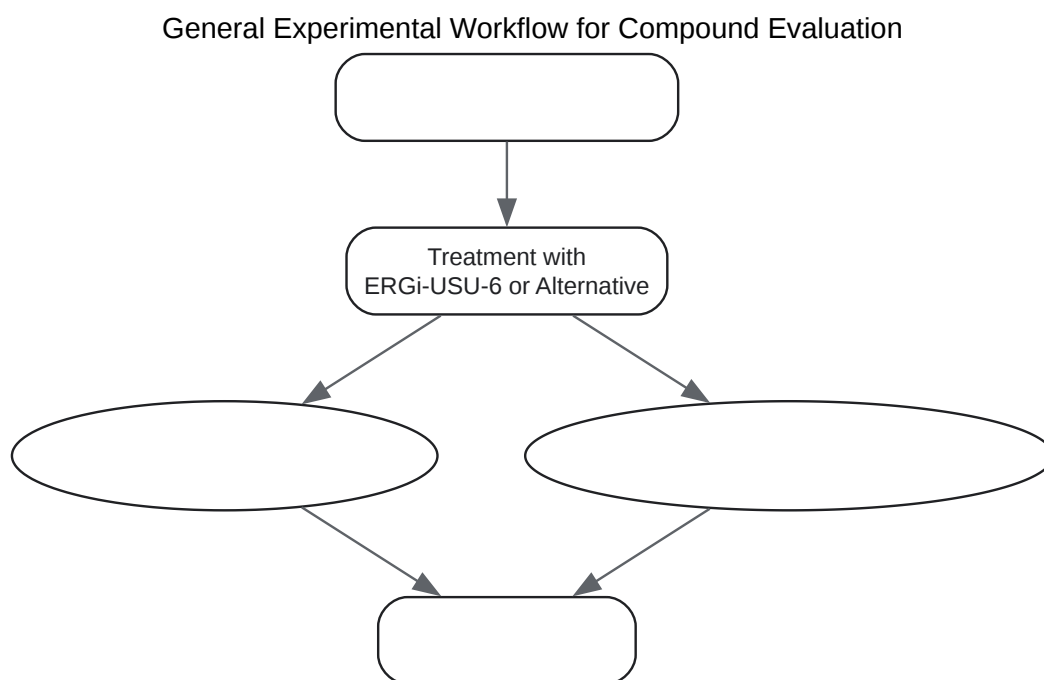 General Experimental Workflow for Compound Evaluation
Treatment with
ERGi-USU-6 or Alternative